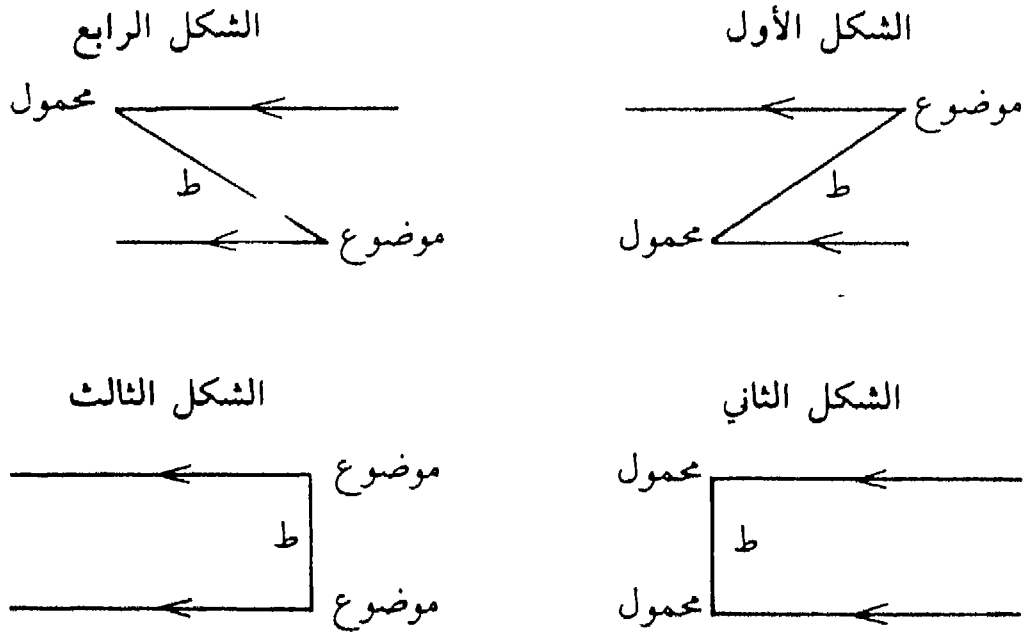 الشكل الأول
موضوع
ط
محمول
الشكل الرابع
محمول
ط
موضوع
الشكل الثاني
محمول
ط
محمول
الشكل الثالث
موضوع
ط
موضوع